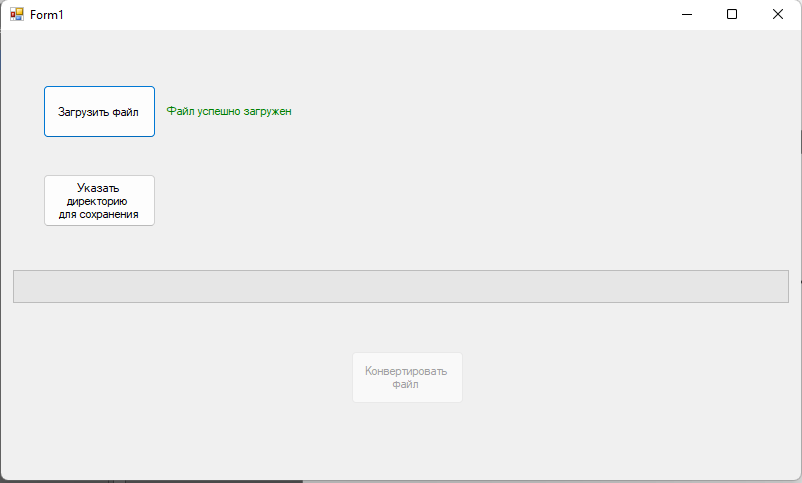 Form1
Загрузить файл
Файл успешно загружен
Указать
директорию
для сохранения
Конвертировать
файл